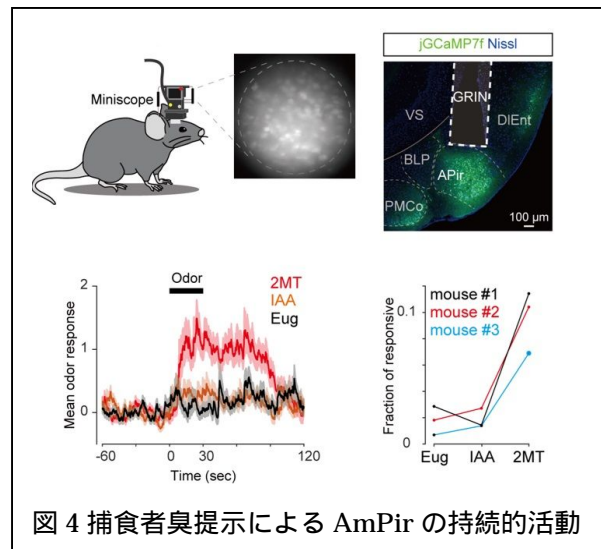 Miniscope
jGCaMP7f Nissl
GRIN
VS
DlEnt
BLP
APir
PMCo
100 µm
Odor
2MT
IAA
Eug
Mean odor response
2
1
0
-60
0
30
120
Time (sec)
mouse #1
mouse #2
mouse #3
Fraction of responsive
0.1
0
Eug
IAA
2MT
図 4 捕食者臭提示による AmPir の持続的活動